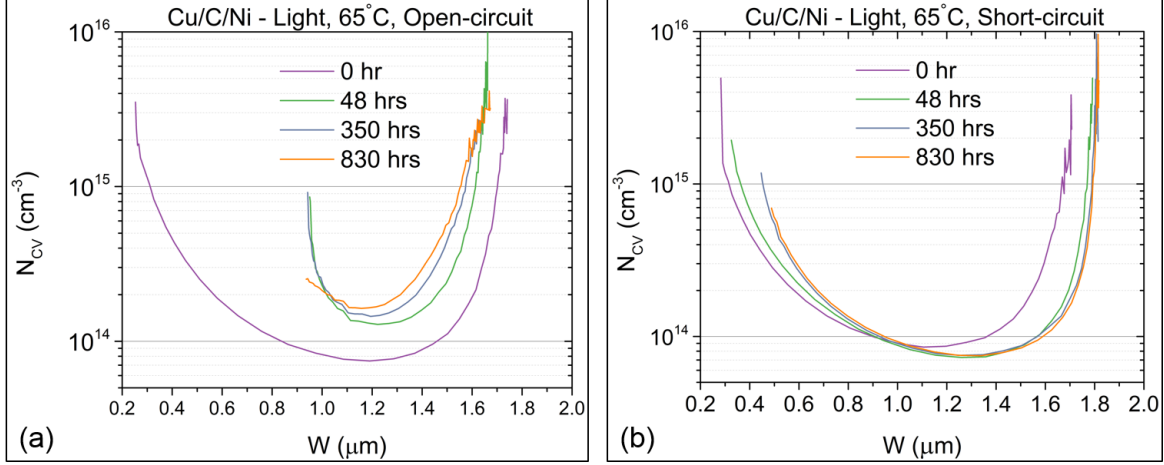 Cu/C/Ni - Light, 65°C, Open-circuit
10^16
10^15
10^14
N_CV (cm^-3)
0 hr
48 hrs
350 hrs
830 hrs
0.2 0.4 0.6 0.8 1.0 1.2 1.4 1.6 1.8 2.0
(a)
W (μm)
Cu/C/Ni - Light, 65°C, Short-circuit
10^16
10^15
10^14
N_CV (cm^-3)
0 hr
48 hrs
350 hrs
830 hrs
0.2 0.4 0.6 0.8 1.0 1.2 1.4 1.6 1.8 2.0
(b)
W (μm)